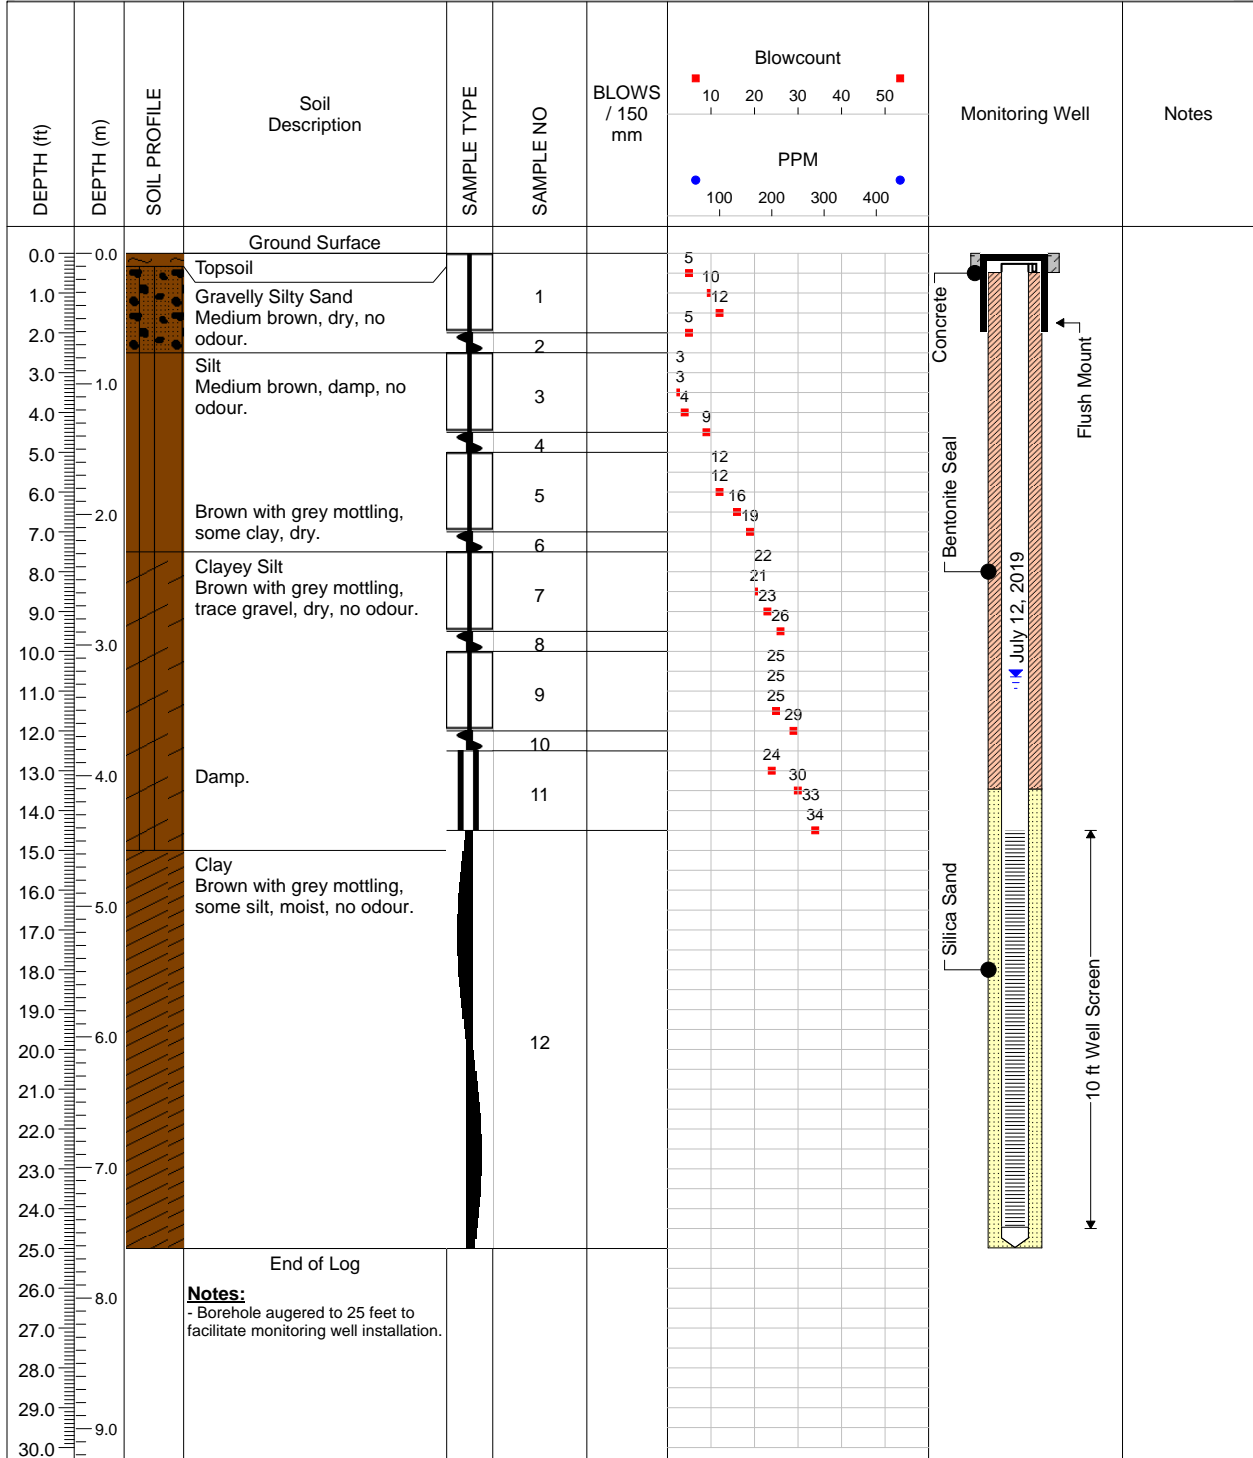 DEPTH (ft)
DEPTH (m)
SOIL PROFILE
Soil
Description
SAMPLE TYPE
SAMPLE NO
BLOWS
/ 150
mm
Blowcount
10 20 30 40 50
PPM
100 200 300 400
Monitoring Well
Notes
Ground Surface
0.0
1.0
2.0
3.0
4.0
5.0
6.0
7.0
8.0
9.0
10.0
11.0
12.0
13.0
14.0
15.0
16.0
17.0
18.0
19.0
20.0
21.0
22.0
23.0
24.0
25.0
26.0
27.0
28.0
29.0
30.0
0.0
1.0
2.0
3.0
4.0
5.0
6.0
7.0
8.0
9.0
Topsoil
Gravelly Silty Sand
Medium brown, dry, no
odour.
Silt
Medium brown, damp, no
odour.
Brown with grey mottling,
some clay, dry.
Clayey Silt
Brown with grey mottling,
trace gravel, dry, no odour.
Damp.
Clay
Brown with grey mottling,
some silt, moist, no odour.
End of Log
Notes:
- Borehole augered to 25 feet to
facilitate monitoring well installation.
1
2
3
4
5
6
7
8
9
10
11
12
5
10
12
5
3
3
4
9
12
12
16
19
22
21
23
26
25
25
25
29
24
30
33
34
Concrete
Flush Mount
Bentonite Seal
July 12, 2019
Silica Sand
10 ft Well Screen